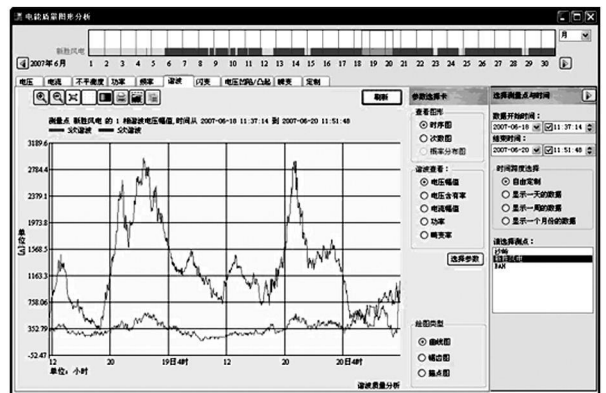 电能质量图形分析
月
新胜风电
2007年6月 1 2 3 4 5 6 7 8 9 10 11 12 13 14 15 16 17 18 19 20 21 22 23 24 25 26 27 28 29 30
电压 电流 不平衡度 功率 频率 谐波 闪变 电压凹陷/凸起 瞬变 定制
刷新
测量点 新胜风电 的 1 相谐波电压幅值,时间从 2007-06-18 11:37:14 到 2007-06-20 11:51:48
5次谐波
3189.6
2784.4
2379.1
1973.8
1568.5
1163.3
758.06
352.79
-52.47
单位
12 20 19日4时 12 20 20日4时
单位: 小时
谐波质量分析
参数选择卡
查看图形
时序图
次数图
概率分布图
谐波查看:
电压幅值
电压含有率
电流幅值
功率
畸变率
选择参数
绘图类型
曲线图
锯齿图
描点图
选择测量点与时间
数据开始时间:
2007-06-18 11:37:14
结束时间:
2007-06-20 11:51:48
时间跨度选择
自由定制
显示一天的数据
显示一周的数据
显示一个月份的数据
请选择测点:
新胜风电